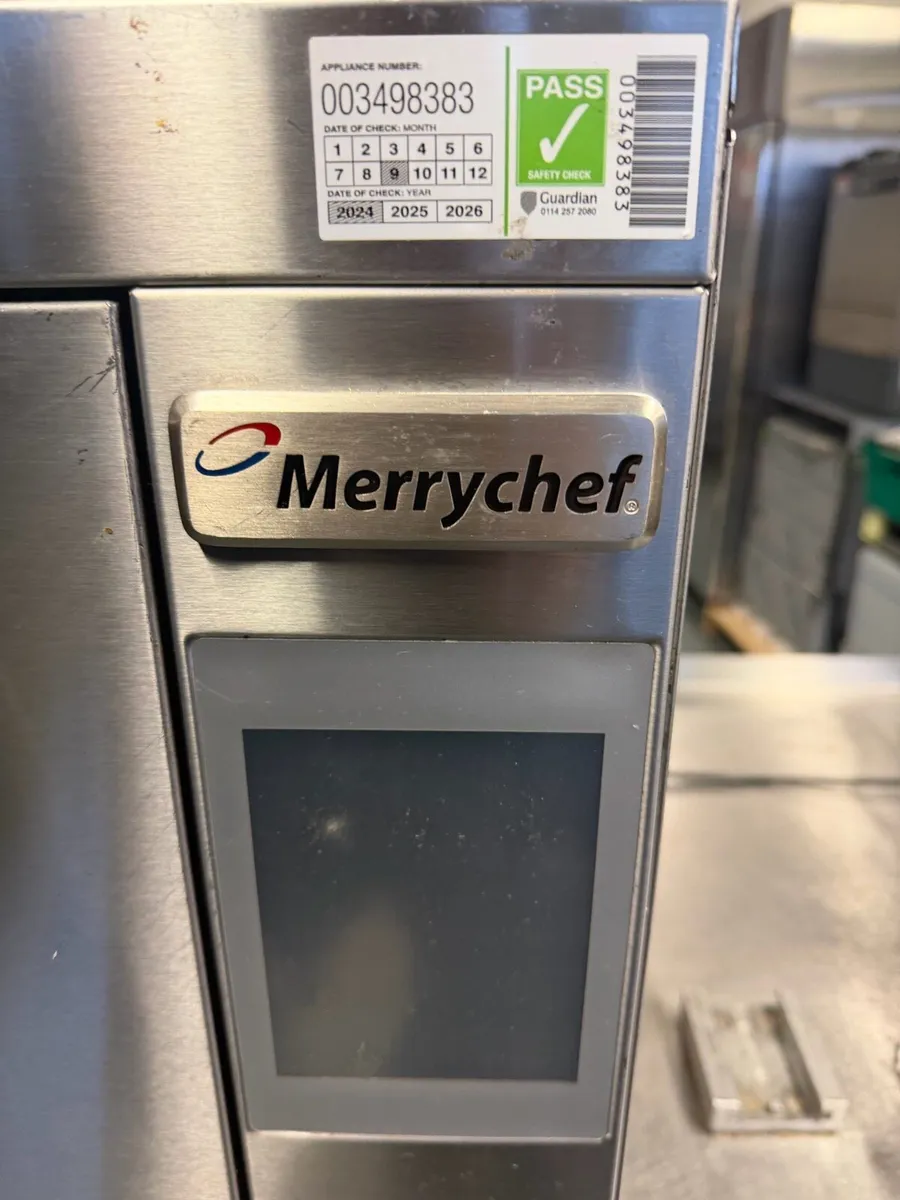 APPLIANCE NUMBER:
003498383
DATE OF CHECK: MONTH
1 2 3 4 5 6
7 8 9 10 11 12
DATE OF CHECK: YEAR
2024 2025 2026
PASS
SAFETY CHECK
Guardian
0114 257 2080
003498383
Merrychef®